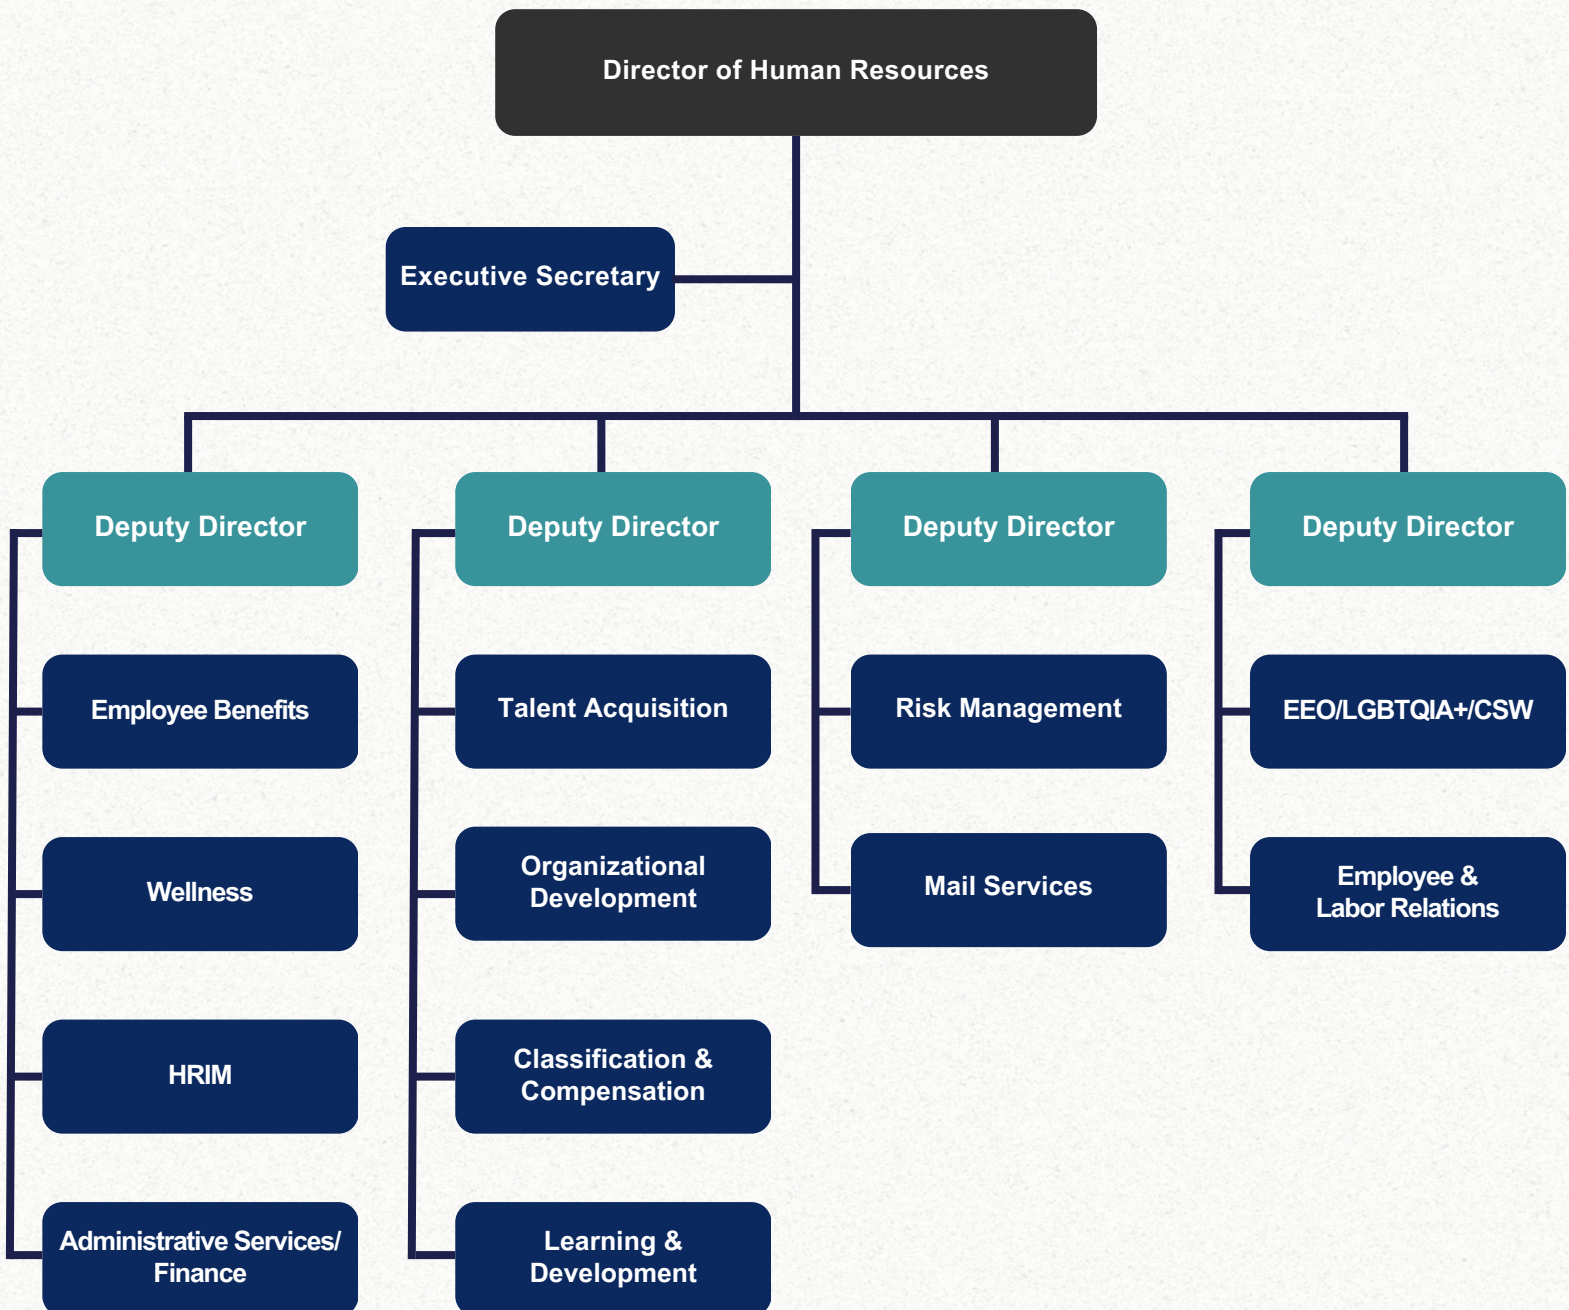 Director of Human Resources
Executive Secretary
Deputy Director
Deputy Director
Deputy Director
Deputy Director
Employee Benefits
Talent Acquisition
Risk Management
EEO/LGBTQIA+/CSW
Wellness
Organizational
Development
Mail Services
Employee &
Labor Relations
HRIM
Classification &
Compensation
Administrative Services/
Finance
Learning &
Development